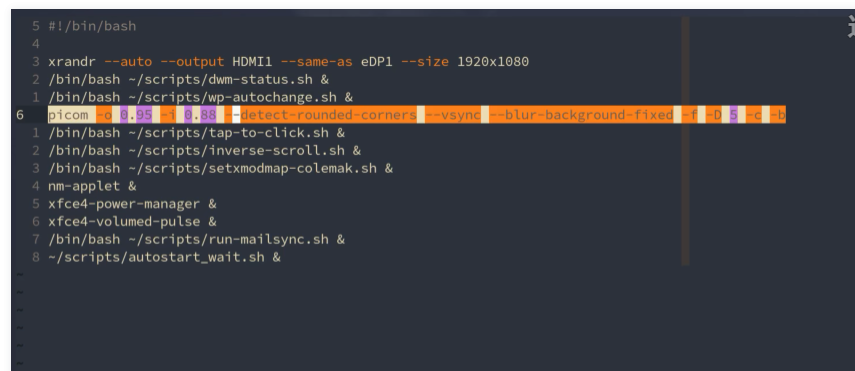 5 #!/bin/bash
4
3 xrandr --auto --output HDMI1 --same-as eDP1 --size 1920x1080
2 /bin/bash ~/scripts/dwm-status.sh &
1 /bin/bash ~/scripts/wp-autochange.sh &
6 picom -o 0.95 -i 0.88 --detect-rounded-corners --vsync --blur-background-fixed -f -D 5 -c -b
1 /bin/bash ~/scripts/tap-to-click.sh &
2 /bin/bash ~/scripts/inverse-scroll.sh &
3 /bin/bash ~/scripts/setxmodmap-colemak.sh &
4 nm-applet &
5 xfce4-power-manager &
6 xfce4-volumed-pulse &
7 /bin/bash ~/scripts/run-mailsync.sh &
8 ~/scripts/autostart_wait.sh &
~
~
~
~
~
~